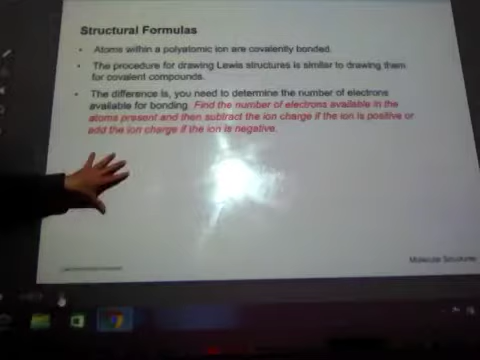 Structural Formulas
• Atoms within a polyatomic ion are covalently bonded.
• The procedure for drawing Lewis structures is similar to drawing them
for covalent compounds.
• The difference is, you need to determine the number of electrons
available for bonding. Find the number of electrons available in the
atoms present and then subtract the ion charge if the ion is positive or
add the ion charge if the ion is negative.
Molecular Structures